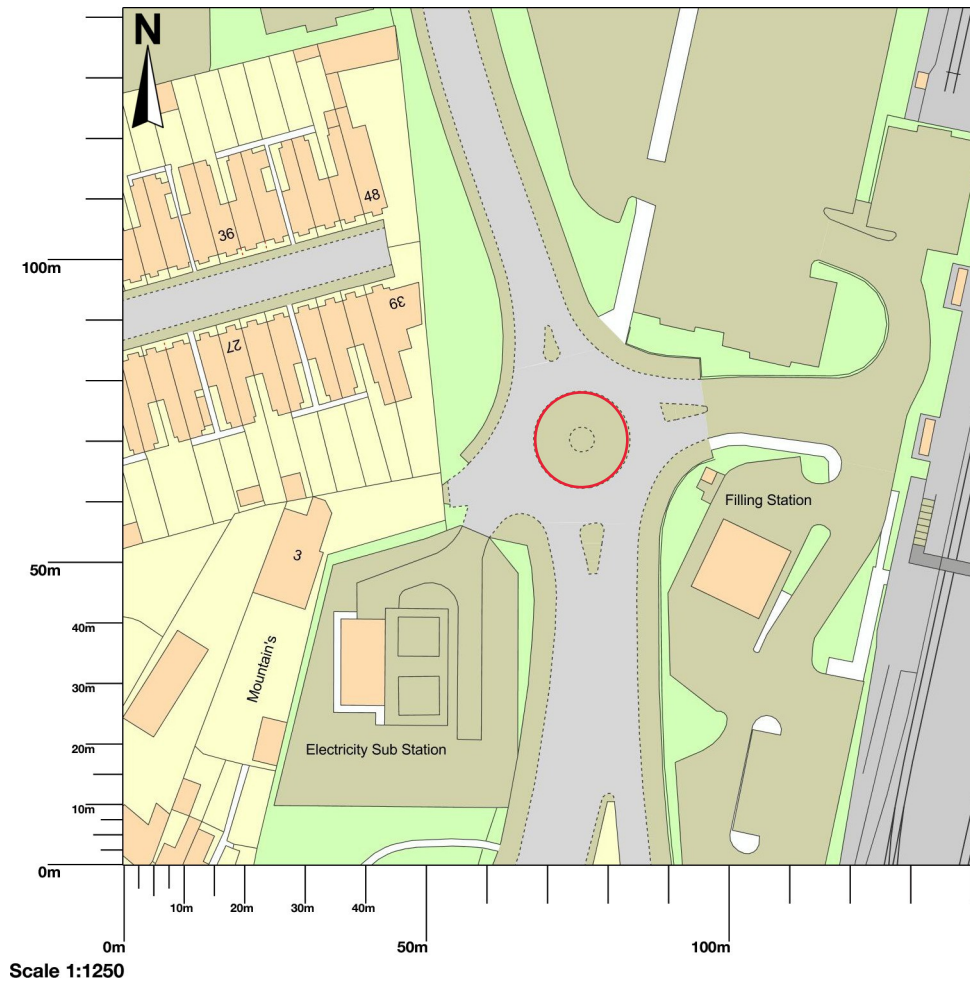 N
48
36
100m
39
27
Filling Station
3
50m
40m
Mountain's
30m
20m
Electricity Sub Station
10m
0m
10m
20m
30m
40m
0m
50m
100m
Scale 1:1250